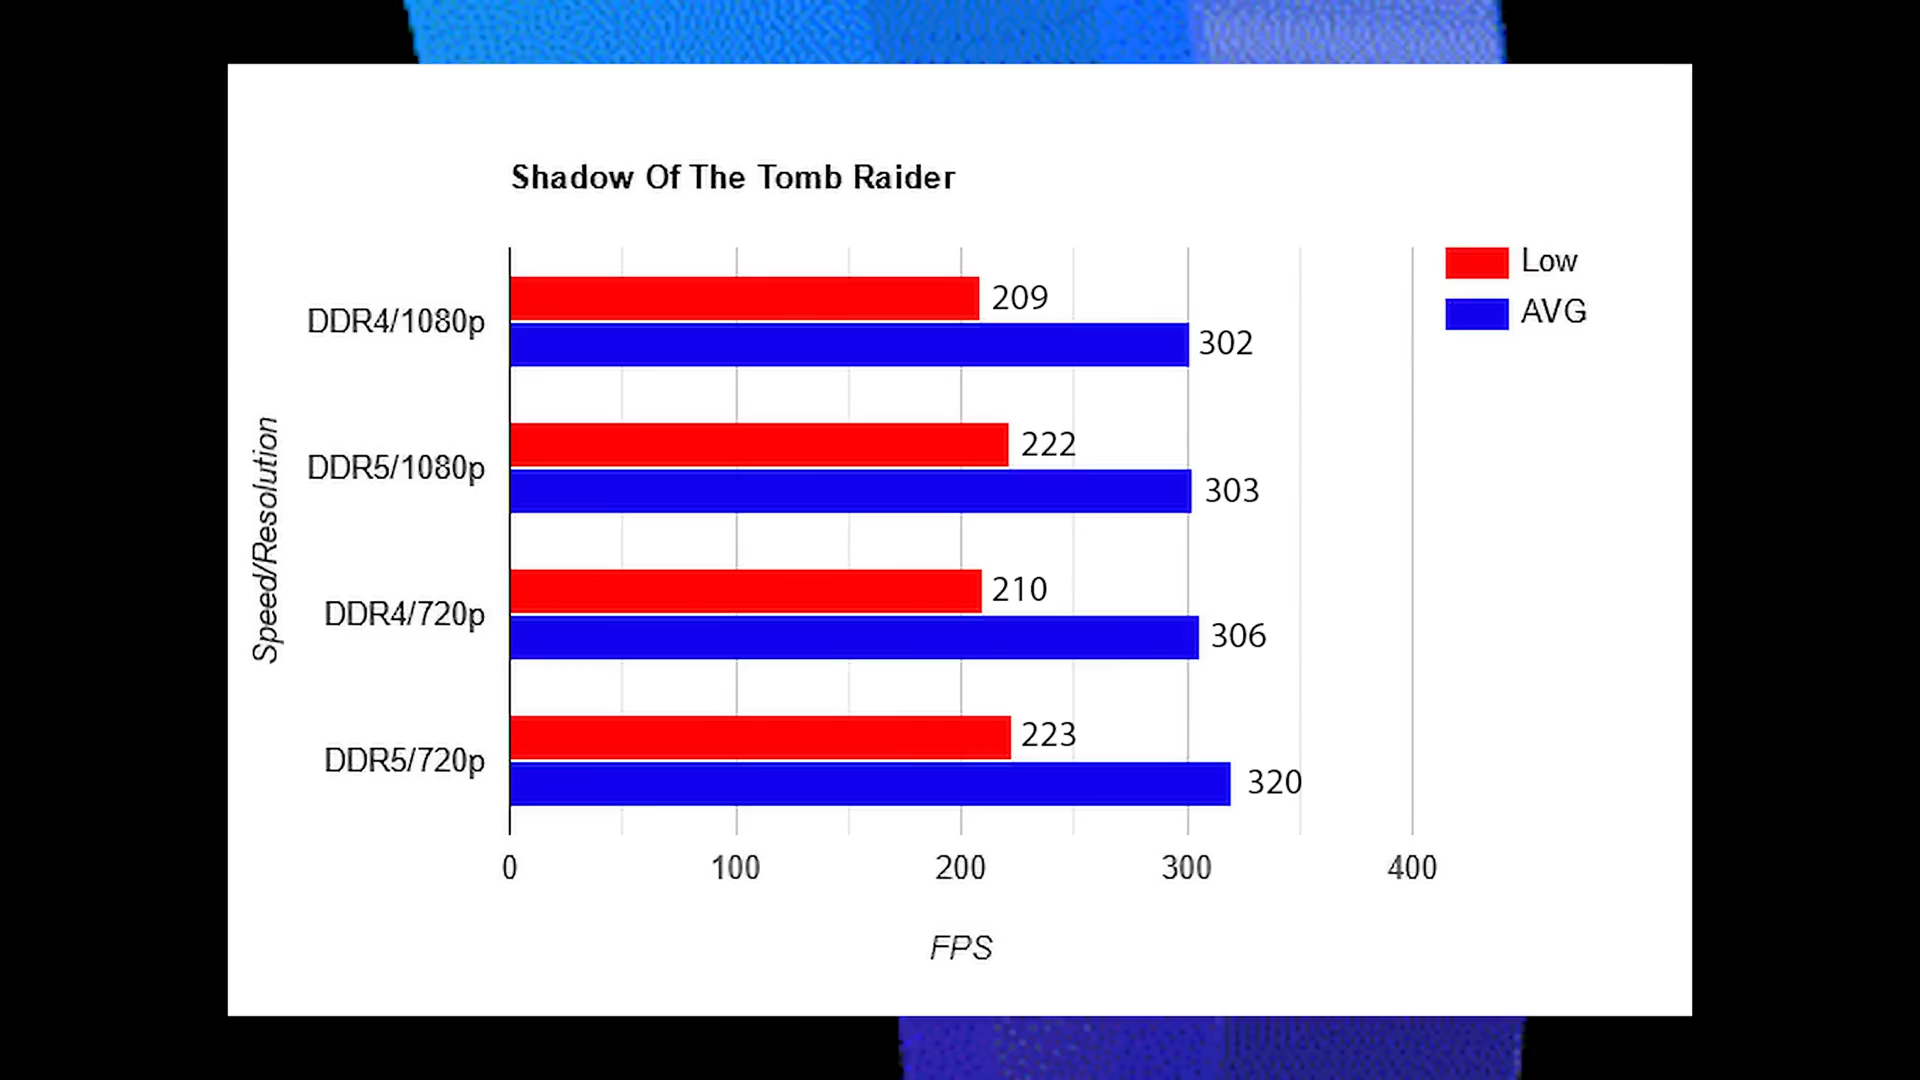 Shadow Of The Tomb Raider
Low
AVG
Speed/Resolution
DDR4/1080p
209
302
DDR5/1080p
222
303
DDR4/720p
210
306
DDR5/720p
223
320
0 100 200 300 400
FPS